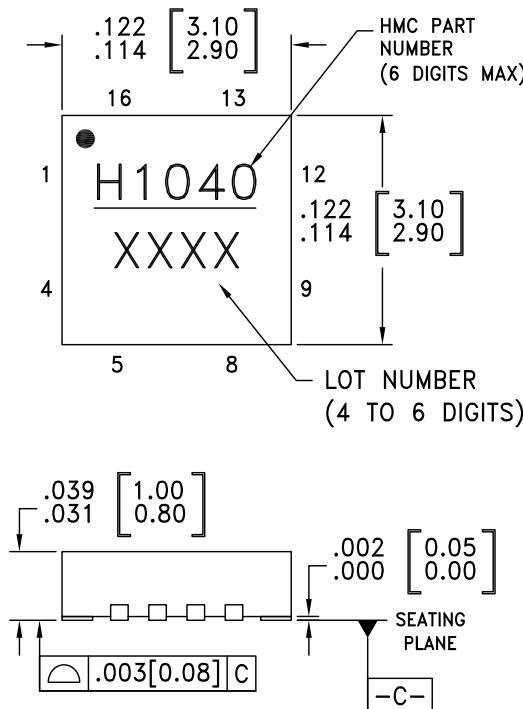 .122 [3.10]
.114 [2.90]
HMC PART
NUMBER
(6 DIGITS MAX)
16 13
1 H1040 12
.122 [3.10]
.114 [2.90]
XXXX
4 9
5 8
LOT NUMBER
(4 TO 6 DIGITS)
.039 [1.00]
.031 [0.80]
.002 [0.05]
.000 [0.00]
SEATING
PLANE
⌓ .003[0.08] C
-C-